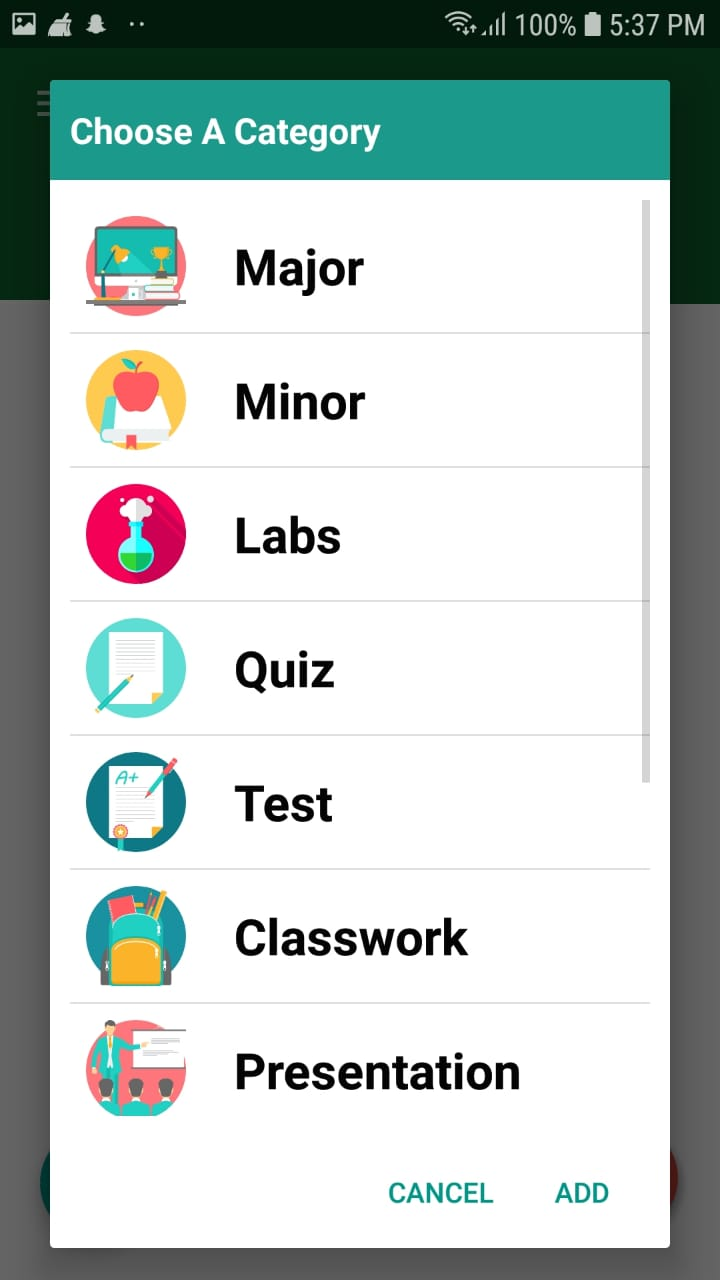 100% 5:37 PM
Choose A Category
Major
Minor
Labs
Quiz
A+
Test
Classwork
Presentation
CANCEL ADD